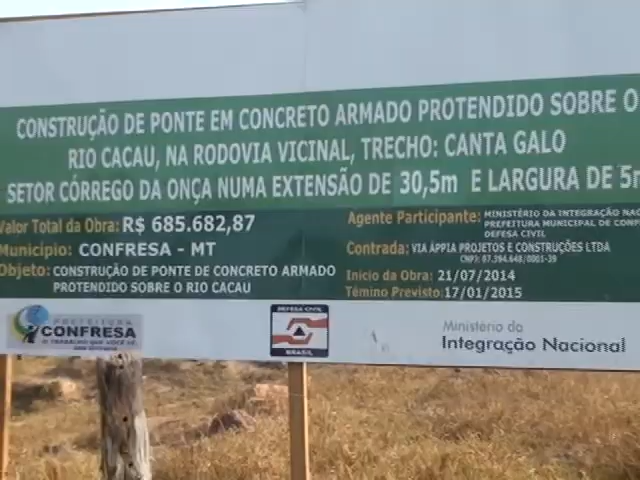 CONSTRUÇÃO DE PONTE EM CONCRETO ARMADO PROTENDIDO SOBRE O
RIO CACAU, NA RODOVIA VICINAL, TRECHO: CANTA GALO
SETOR CÓRREGO DA ONÇA NUMA EXTENSÃO DE 30,5m E LARGURA DE 5m
Valor Total da Obra: R$ 685.682,87
Município: CONFRESA - MT
Objeto: CONSTRUÇÃO DE PONTE DE CONCRETO ARMADO
PROTENDIDO SOBRE O RIO CACAU
Agente Participante: MINISTÉRIO DA INTEGRAÇÃO NAC
PREFEITURA MUNICIPAL DE CONF
DEFESA CIVIL
Contrada: VIA ÁPPIA PROJETOS E CONSTRUÇÕES LTDA
CNPJ: 07.394.648/0001-39
Início da Obra: 21/07/2014
Témino Previsto: 17/01/2015
PREFEITURA
CONFRESA
O TRABALHO QUE VOCÊ VÊ
DEFESA CIVIL
BRASIL
Ministério da
Integração Nacional